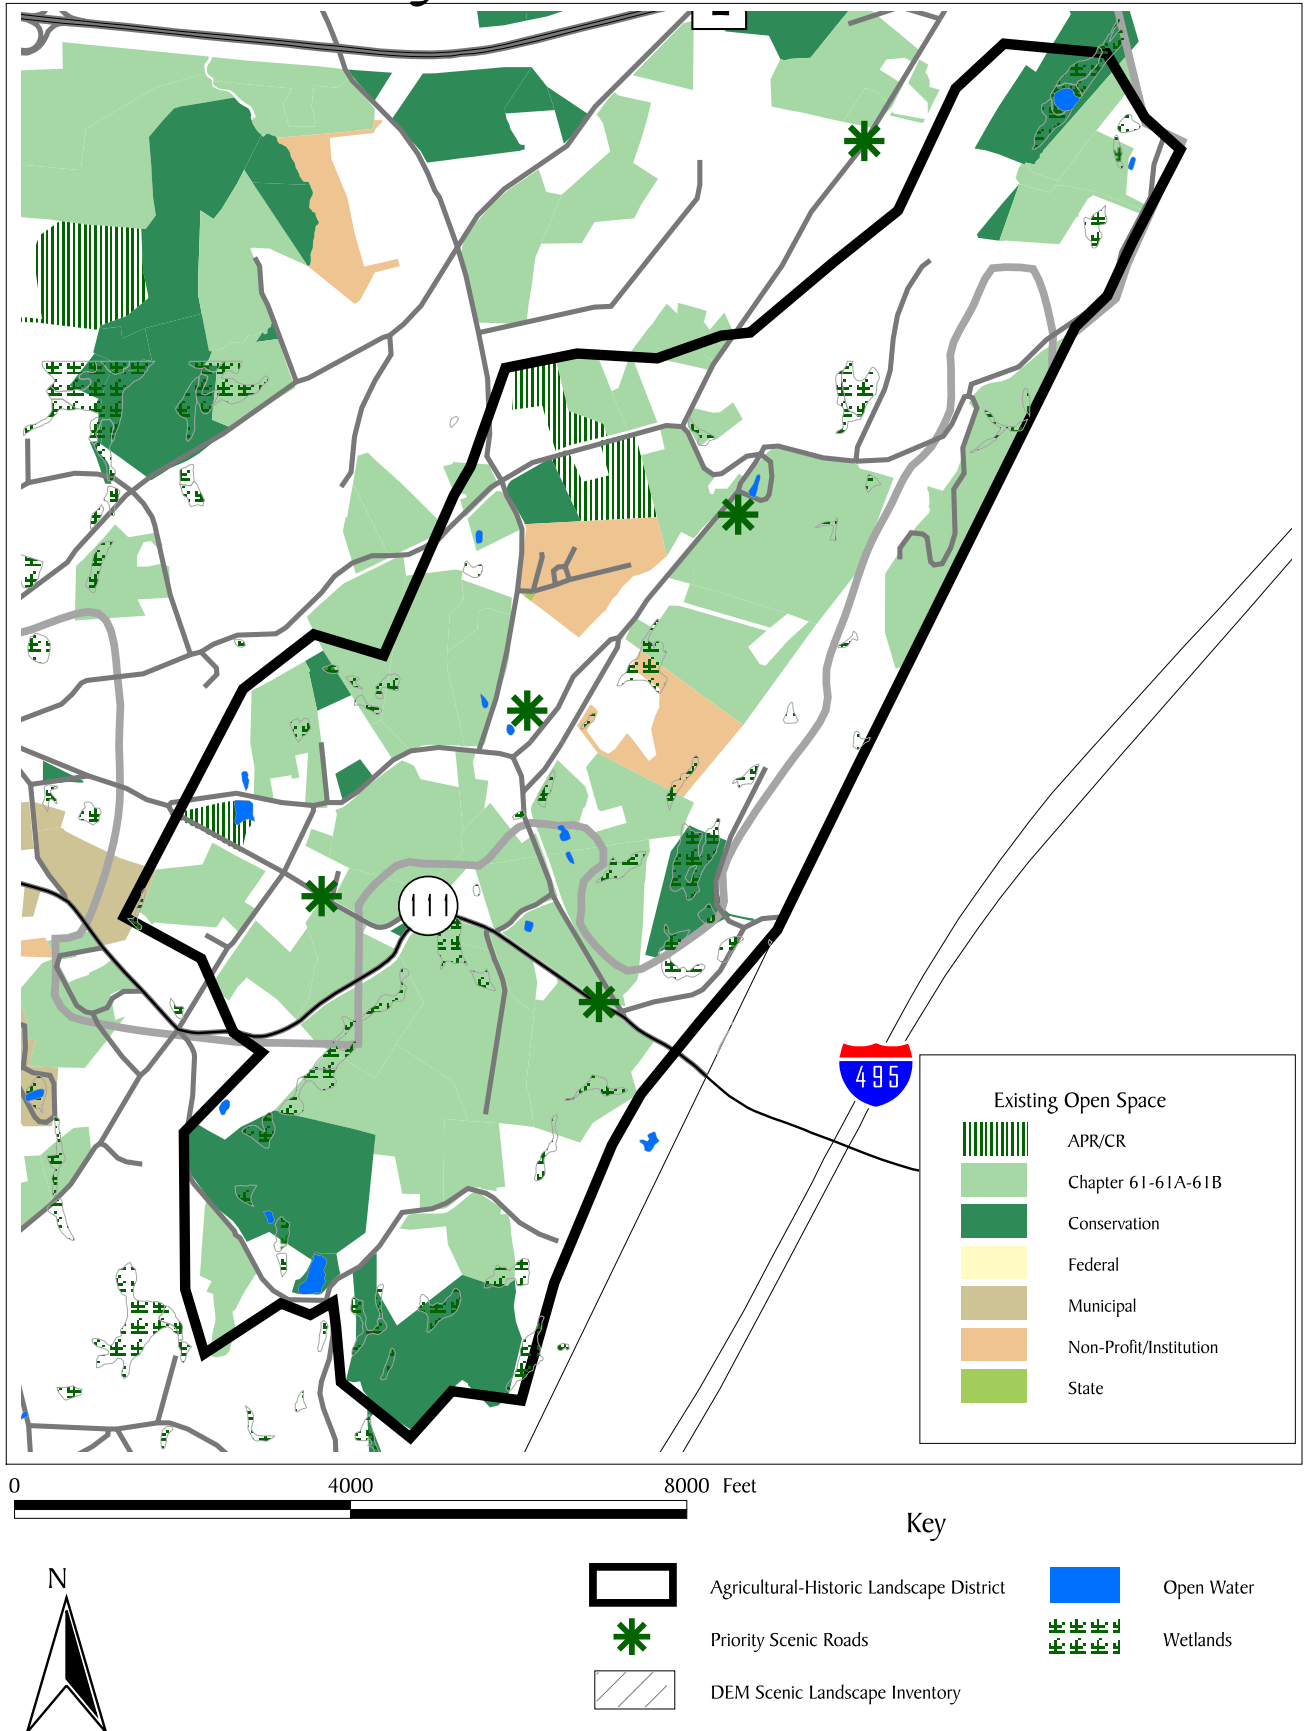 111
495
Existing Open Space
APR/CR
Chapter 61-61A-61B
Conservation
Federal
Municipal
Non-Profit/Institution
State
0 4000 8000 Feet
Key
N
Agricultural-Historic Landscape District
Open Water
Priority Scenic Roads
Wetlands
DEM Scenic Landscape Inventory